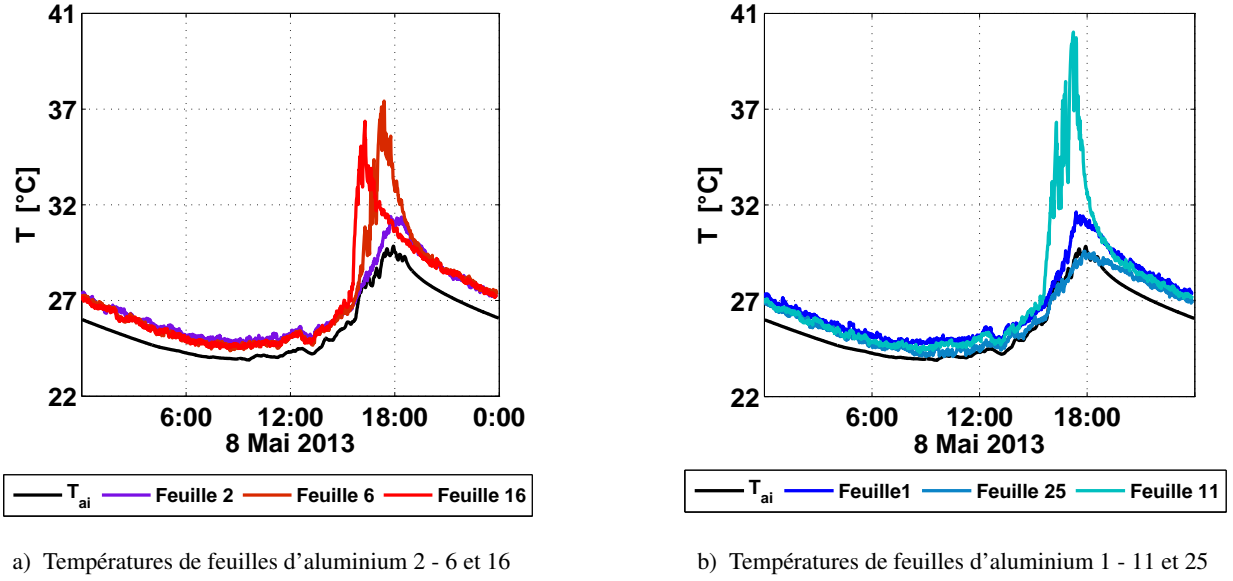 41
37
32
27
22
T [°C]
6:00 12:00 18:00 0:00
8 Mai 2013
T_ai Feuille 2 Feuille 6 Feuille 16
a) Températures de feuilles d'aluminium 2 - 6 et 16
41
37
32
27
22
T [°C]
6:00 12:00 18:00
8 Mai 2013
T_ai Feuille1 Feuille 25 Feuille 11
b) Températures de feuilles d'aluminium 1 - 11 et 25